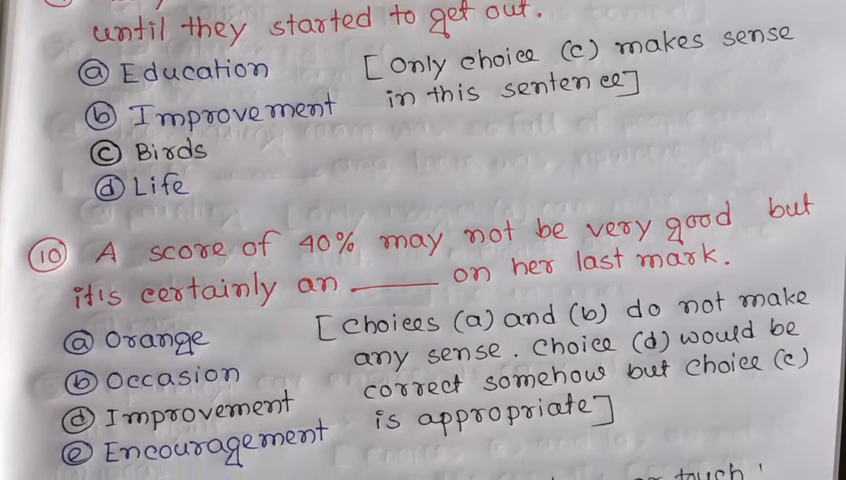 until they started to get out.
ⓐ Education [Only choice (c) makes sense
ⓑ Improvement in this sentence]
ⓒ Birds
ⓓ Life
⑩ A score of 40% may not be very good but
it's certainly an ______ on her last mark.
ⓐ Orange [Choices (a) and (b) do not make
ⓑ Occasion any sense. Choice (d) would be
ⓓ Improvement correct somehow but choice (c)
ⓔ Encouragement is appropriate]
touch